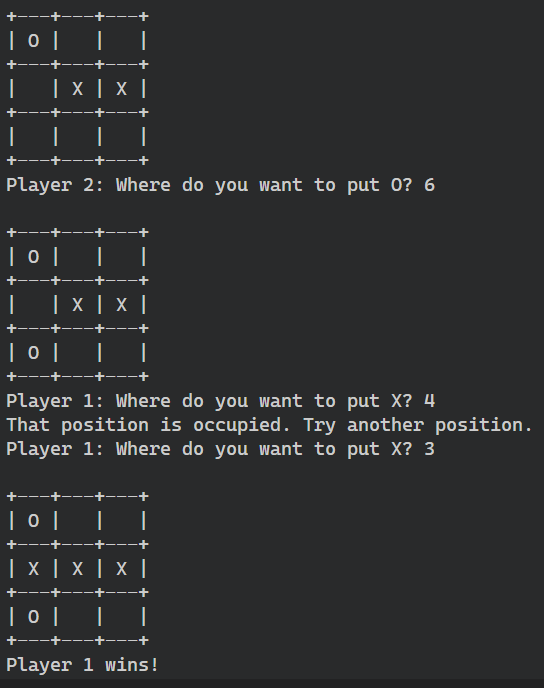 +---+---+---+
| O |   |   |
+---+---+---+
|   | X | X |
+---+---+---+
|   |   |   |
+---+---+---+
Player 2: Where do you want to put O? 6

+---+---+---+
| O |   |   |
+---+---+---+
|   | X | X |
+---+---+---+
| O |   |   |
+---+---+---+
Player 1: Where do you want to put X? 4
That position is occupied. Try another position.
Player 1: Where do you want to put X? 3

+---+---+---+
| O |   |   |
+---+---+---+
| X | X | X |
+---+---+---+
| O |   |   |
+---+---+---+
Player 1 wins!